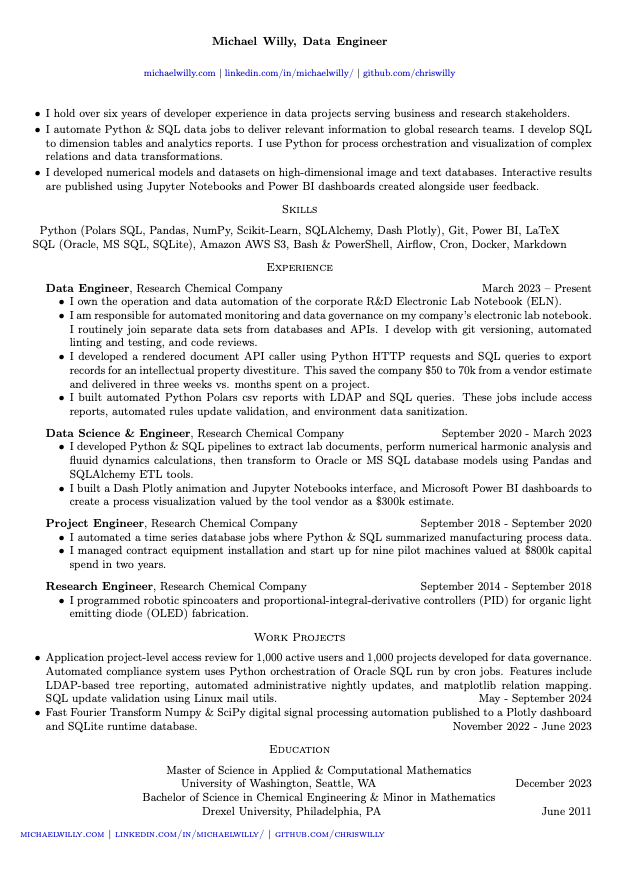 Michael Willy, Data Engineer
michaelwilly.com | linkedin.com/in/michaelwilly/ | github.com/chriswilly
• I hold over six years of developer experience in data projects serving business and research stakeholders.
• I automate Python & SQL data jobs to deliver relevant information to global research teams. I develop SQL
to dimension tables and analytics reports. I use Python for process orchestration and visualization of complex
relations and data transformations.
• I developed numerical models and datasets on high-dimensional image and text databases. Interactive results
are published using Jupyter Notebooks and Power BI dashboards created alongside user feedback.
Skills
Python (Polars SQL, Pandas, NumPy, Scikit-Learn, SQLAlchemy, Dash Plotly), Git, Power BI, LaTeX
SQL (Oracle, MS SQL, SQLite), Amazon AWS S3, Bash & PowerShell, Airflow, Cron, Docker, Markdown
Experience
Data Engineer, Research Chemical Company March 2023 – Present
• I own the operation and data automation of the corporate R&D Electronic Lab Notebook (ELN).
• I am responsible for automated monitoring and data governance on my company's electronic lab notebook.
I routinely join separate data sets from databases and APIs. I develop with git versioning, automated
linting and testing, and code reviews.
• I developed a rendered document API caller using Python HTTP requests and SQL queries to export
records for an intellectual property divestiture. This saved the company $50 to 70k from a vendor estimate
and delivered in three weeks vs. months spent on a project.
• I built automated Python Polars csv reports with LDAP and SQL queries. These jobs include access
reports, automated rules update validation, and environment data sanitization.
Data Science & Engineer, Research Chemical Company September 2020 - March 2023
• I developed Python & SQL pipelines to extract lab documents, perform numerical harmonic analysis and
fluuid dynamics calculations, then transform to Oracle or MS SQL database models using Pandas and
SQLAlchemy ETL tools.
• I built a Dash Plotly animation and Jupyter Notebooks interface, and Microsoft Power BI dashboards to
create a process visualization valued by the tool vendor as a $300k estimate.
Project Engineer, Research Chemical Company September 2018 - September 2020
• I automated a time series database jobs where Python & SQL summarized manufacturing process data.
• I managed contract equipment installation and start up for nine pilot machines valued at $800k capital
spend in two years.
Research Engineer, Research Chemical Company September 2014 - September 2018
• I programmed robotic spincoaters and proportional-integral-derivative controllers (PID) for organic light
emitting diode (OLED) fabrication.
Work Projects
• Application project-level access review for 1,000 active users and 1,000 projects developed for data governance.
Automated compliance system uses Python orchestration of Oracle SQL run by cron jobs. Features include
LDAP-based tree reporting, automated administrative nightly updates, and matplotlib relation mapping.
SQL update validation using Linux mail utils. May - September 2024
• Fast Fourier Transform Numpy & SciPy digital signal processing automation published to a Plotly dashboard
and SQLite runtime database. November 2022 - June 2023
Education
Master of Science in Applied & Computational Mathematics
University of Washington, Seattle, WA December 2023
Bachelor of Science in Chemical Engineering & Minor in Mathematics
Drexel University, Philadelphia, PA June 2011
michaelwilly.com | linkedin.com/in/michaelwilly/ | github.com/chriswilly